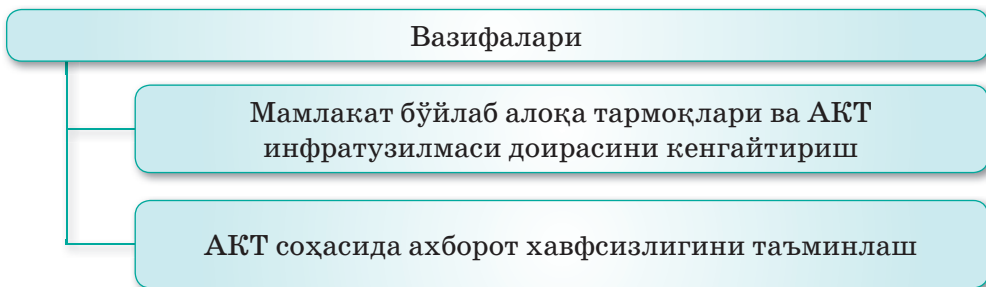 Вазифалари
Мамлакат бўйлаб алоқа тармоқлари ва АКТ
инфратузилмаси доирасини кенгайтириш
АКТ соҳасида ахборот хавфсизлигини таъминлаш